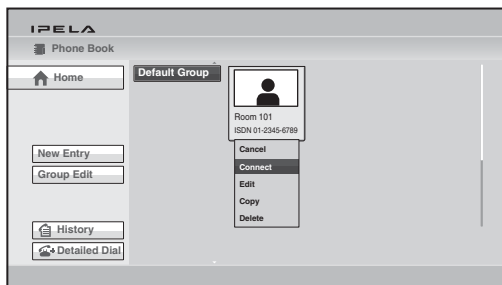 IPELA
Phone Book
Home
New Entry
Group Edit
History
Detailed Dial
Default Group
Room 101
ISDN 01-2345-6789
Cancel
Connect
Edit
Copy
Delete